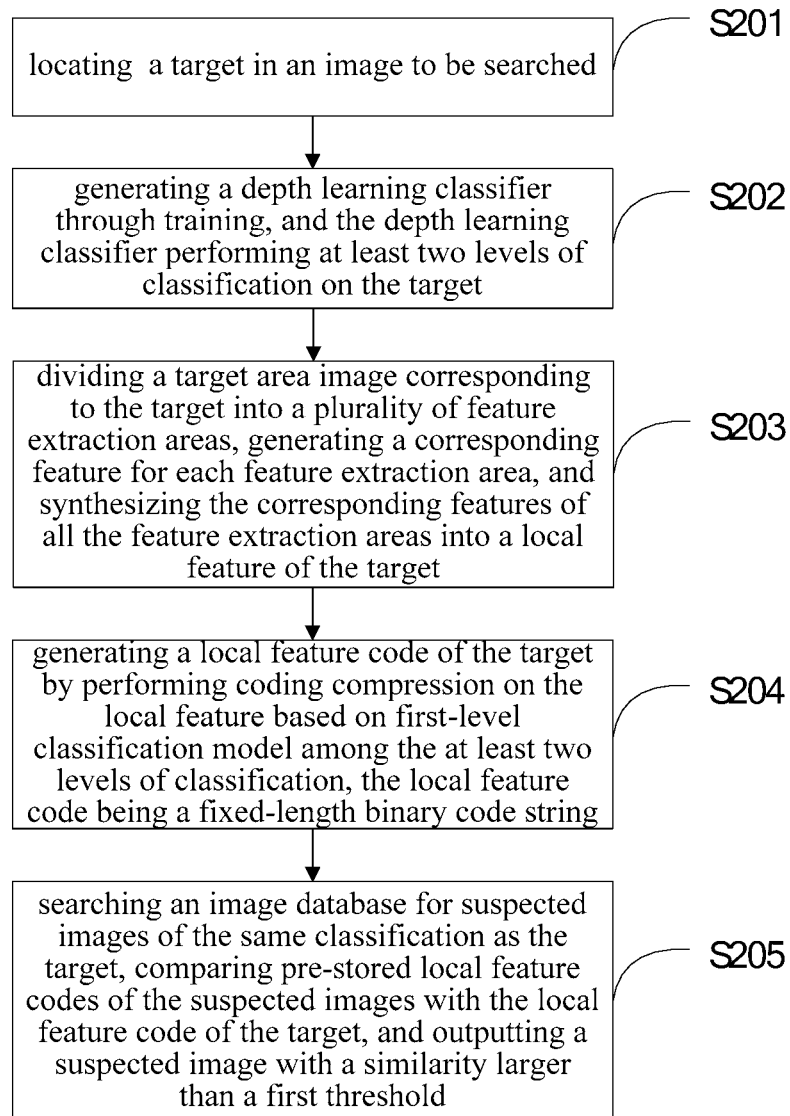 S201
locating a target in an image to be searched
S202
generating a depth learning classifier
through training, and the depth learning
classifier performing at least two levels of
classification on the target
S203
dividing a target area image corresponding
to the target into a plurality of feature
extraction areas, generating a corresponding
feature for each feature extraction area, and
synthesizing the corresponding features of
all the feature extraction areas into a local
feature of the target
S204
generating a local feature code of the target
by performing coding compression on the
local feature based on first-level
classification model among the at least two
levels of classification, the local feature
code being a fixed-length binary code string
S205
searching an image database for suspected
images of the same classification as the
target, comparing pre-stored local feature
codes of the suspected images with the local
feature code of the target, and outputting a
suspected image with a similarity larger
than a first threshold